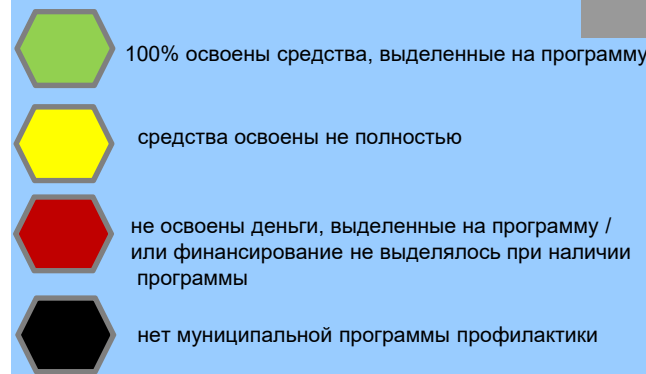 100% освоены средства, выделенные на программу
средства освоены не полностью
не освоены деньги, выделенные на программу /
или финансирование не выделялось при наличии
программы
нет муниципальной программы профилактики